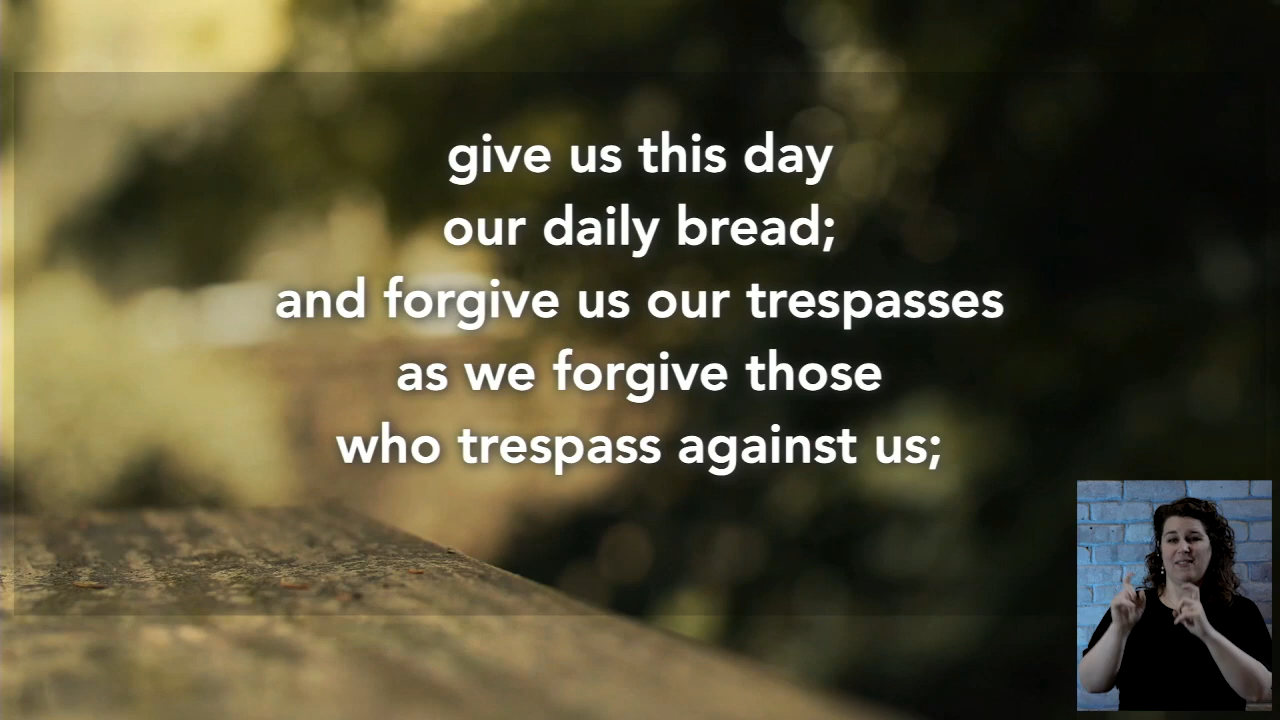 give us this day
our daily bread;
and forgive us our trespasses
as we forgive those
who trespass against us;